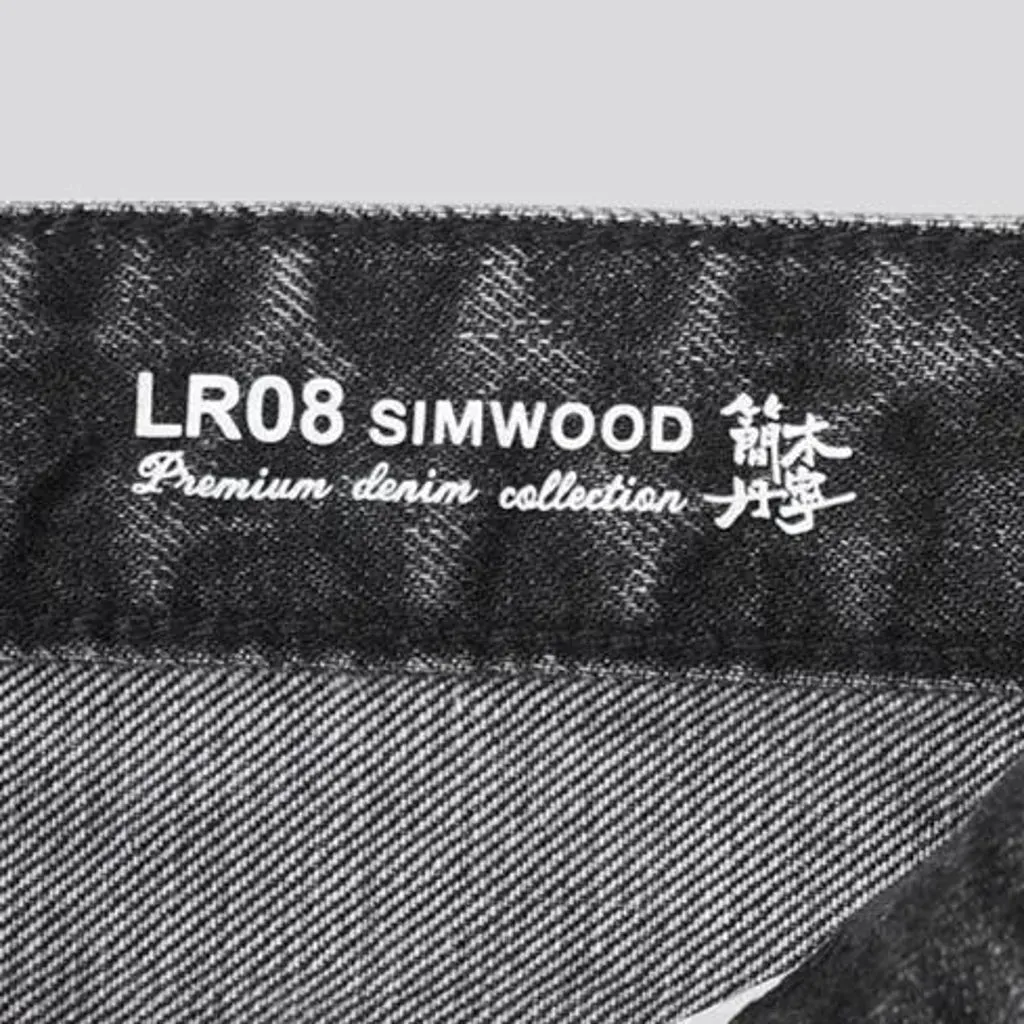 LR08 SIMWOOD
Premium denim collection
簡木
丹寧